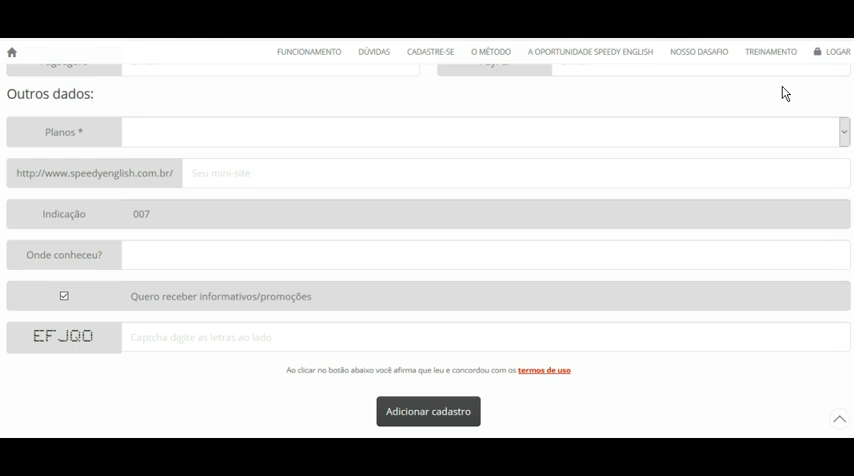 FUNCIONAMENTO DÚVIDAS CADASTRE-SE O MÉTODO A OPORTUNIDADE SPEEDY ENGLISH NOSSO DASAFIO TREINAMENTO LOGAR
Outros dados:
Planos *
http://www.speedyenglish.com.br/ Seu mini-site
Indicação 007
Onde conheceu?
Quero receber informativos/promoções
EFJQO Captcha digite as letras ao lado
Ao clicar no botão abaixo você afirma que leu e concordou com os termos de uso
Adicionar cadastro